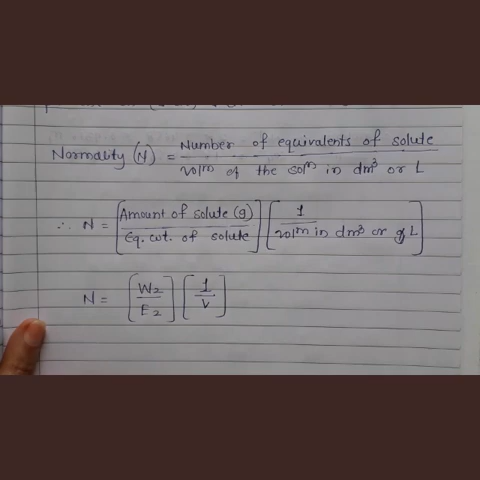 Normality (N) = Number of equivalents of solute / volm of the solm in dm³ or L
∴ N = [Amount of solute (g) / Eq. wt. of solute] [1 / volm in dm³ or L]
N = [W₂ / E₂] [1 / V]